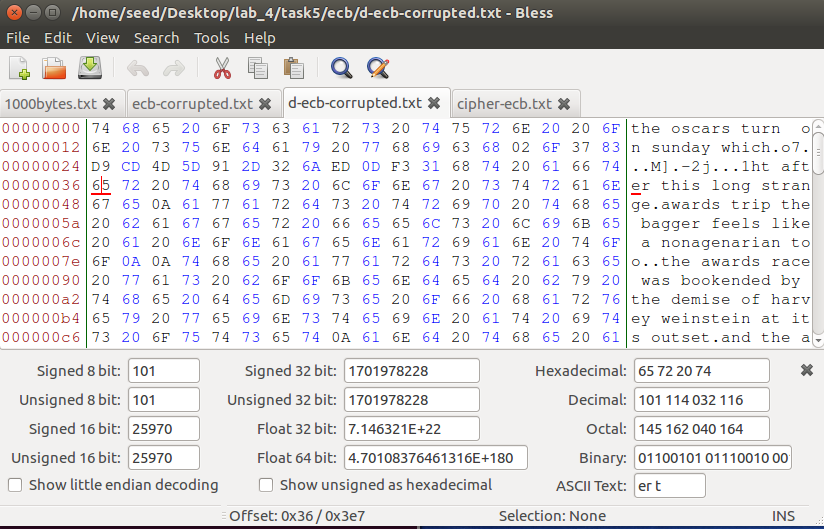 /home/seed/Desktop/lab_4/task5/ecb/d-ecb-corrupted.txt - Bless
File Edit View Search Tools Help
1000bytes.txt ecb-corrupted.txt d-ecb-corrupted.txt cipher-ecb.txt
00000000 74 68 65 20 6F 73 63 61 72 73 20 74 75 72 6E 20 20 6F the oscars turn  o
00000012 6E 20 73 75 6E 64 61 79 20 77 68 69 63 68 02 6F 37 83 n sunday which.o7.
00000024 D9 CD 4D 5D 91 2D 32 6A ED 0D F3 31 68 74 20 61 66 74 ..M].-2j...1ht aft
00000036 65 72 20 74 68 69 73 20 6C 6F 6E 67 20 73 74 72 61 6E er this long stran
00000048 67 65 0A 61 77 61 72 64 73 20 74 72 69 70 20 74 68 65 ge.awards trip the
0000005a 20 62 61 67 67 65 72 20 66 65 65 6C 73 20 6C 69 6B 65 bagger feels like
0000006c 20 61 20 6E 6F 6E 61 67 65 6E 61 72 69 61 6E 20 74 6F a nonagenarian to
0000007e 6F 0A 0A 74 68 65 20 61 77 61 72 64 73 20 72 61 63 65 o..the awards race
00000090 20 77 61 73 20 62 6F 6F 6B 65 6E 64 65 64 20 62 79 20 was bookended by
000000a2 74 68 65 20 64 65 6D 69 73 65 20 6F 66 20 68 61 72 76 the demise of harv
000000b4 65 79 20 77 65 69 6E 73 74 65 69 6E 20 61 74 20 69 74 ey weinstein at it
000000c6 73 20 6F 75 74 73 65 74 0A 61 6E 64 20 74 68 65 20 61 s outset.and the a
Signed 8 bit: 101 Signed 32 bit: 1701978228 Hexadecimal: 65 72 20 74
Unsigned 8 bit: 101 Unsigned 32 bit: 1701978228 Decimal: 101 114 032 116
Signed 16 bit: 25970 Float 32 bit: 7.146321E+22 Octal: 145 162 040 164
Unsigned 16 bit: 25970 Float 64 bit: 4.70108376461316E+180 Binary: 01100101 01110010 00
Show little endian decoding Show unsigned as hexadecimal ASCII Text: er t
Offset: 0x36 / 0x3e7 Selection: None INS